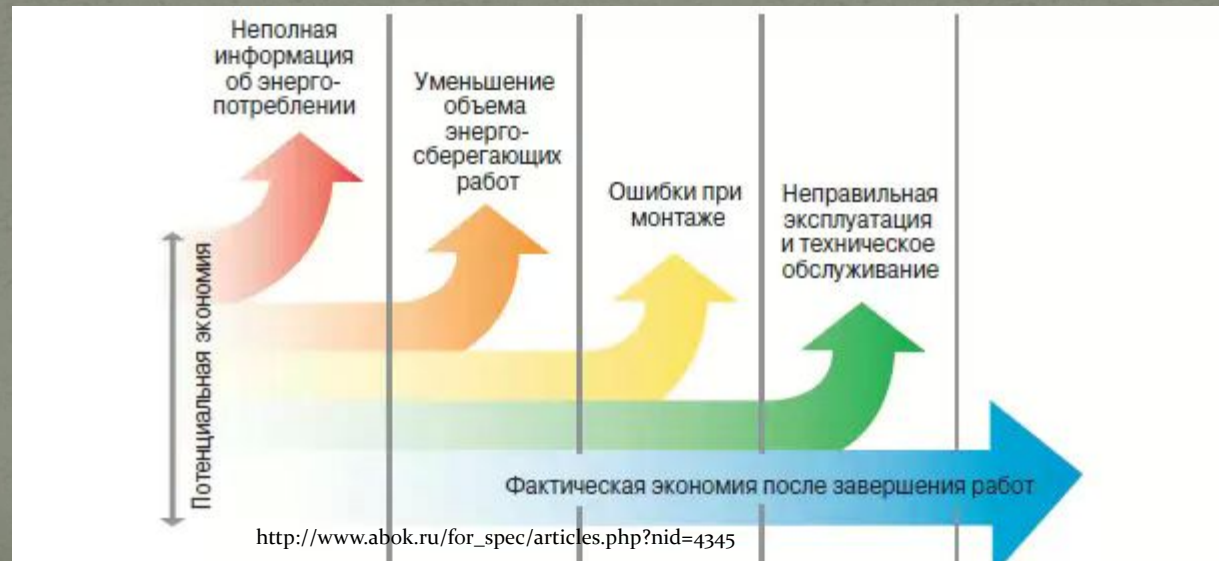 Неполная
информация
об энерго-
потреблении
Уменьшение
объема
энерго-
сберегающих
работ
Ошибки при
монтаже
Неправильная
эксплуатация
и техническое
обслуживание
Потенциальная экономия
Фактическая экономия после завершения работ
http://www.abok.ru/for_spec/articles.php?nid=4345